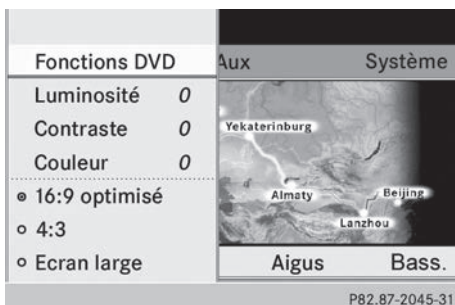 Fonctions DVD Aux Système
Luminosité 0
Contraste 0
Couleur 0
16:9 optimisé
4:3
Ecran large
Yekaterinburg
Almaty
Beijing
Lanzhou
Aigus Bass.
P82.87-2045-31